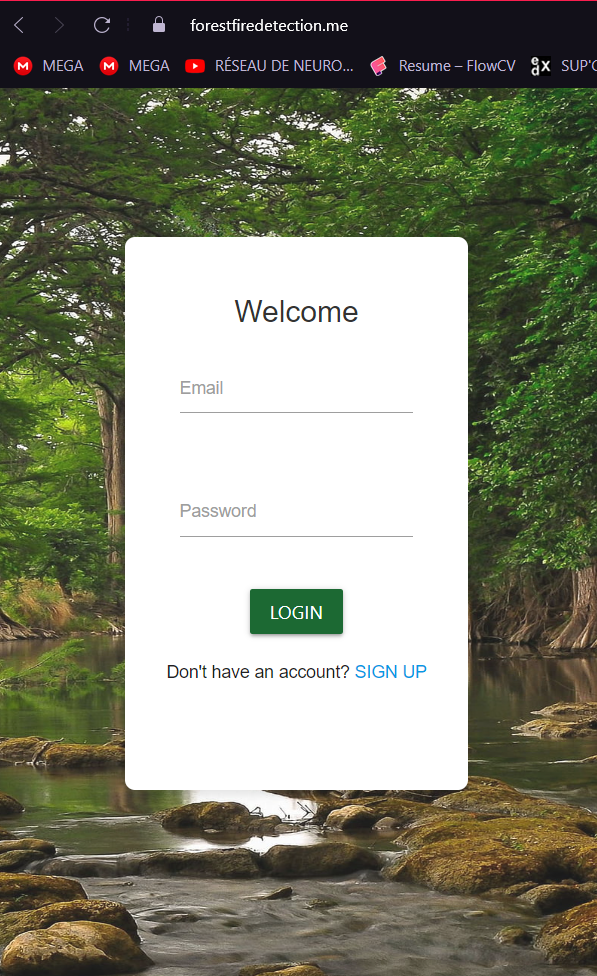 forestfiredetection.me
MEGA MEGA RÉSEAU DE NEURO... Resume – FlowCV edX SUP'G
Welcome
Email
Password
LOGIN
Don't have an account? SIGN UP